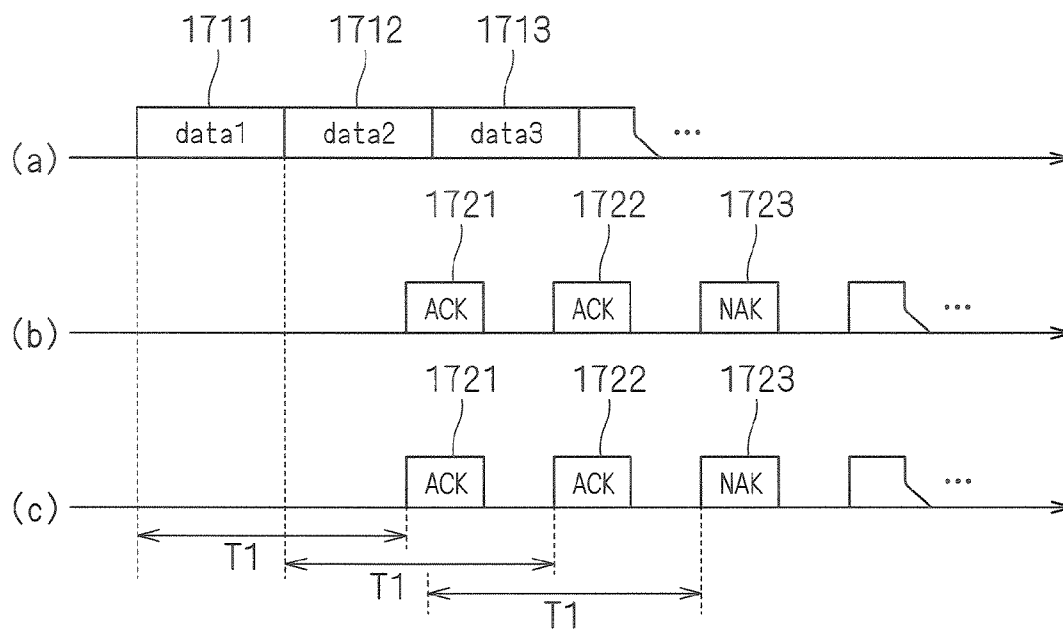 1711 1712 1713
(a) data1 data2 data3 ...
1721 1722 1723
(b) ACK ACK NAK ...
1721 1722 1723
(c) ACK ACK NAK ...
T1
T1
T1